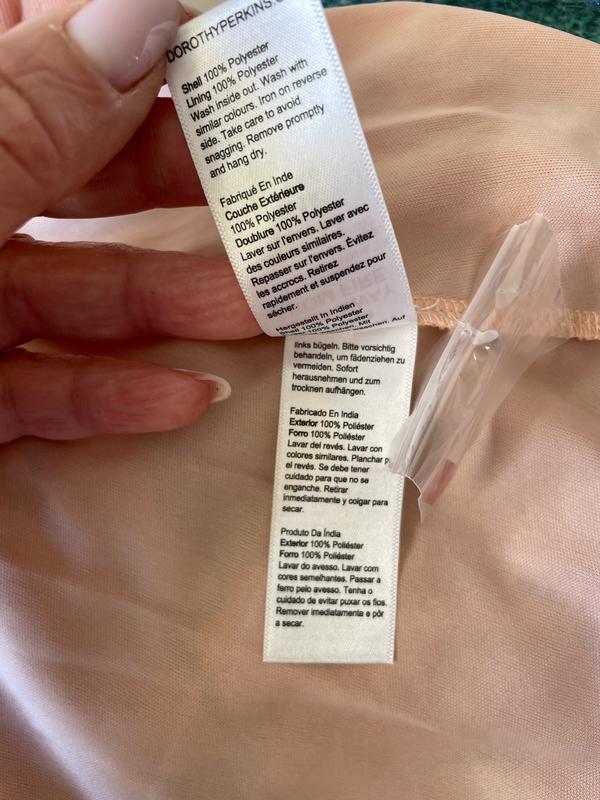 DOROTHYPERKINS.
Shell 100% Polyester
Lining 100% Polyester
Wash inside out. Wash with
similar colours. Iron on reverse
side. Take care to avoid
snagging. Remove promptly
and hang dry.
Fabriqué En Inde
Couche Extérieure
100% Polyester
Doublure 100% Polyester
Laver sur l'envers. Laver avec
des couleurs similaires.
Repasser sur l'envers. Évitez
les accrocs. Retirez
rapidement et suspendez pour
sécher.
Hergestellt In Indien
Shell 100% Polyester
Mit
links bügeln. Bitte vorsichtig
behandeln, um fädenziehen zu
vermeiden. Sofort
herausnehmen und zum
trocknen aufhängen.
Fabricado En India
Exterior 100% Poliéster
Forro 100% Poliéster
Lavar del revés. Lavar con
colores similares. Planchar
el revés. Se debe tener
cuidado para que no se
enganche. Retirar
inmediatamente y colgar para
secar.
Produto Da Índia
Exterior 100% Poliéster
Forro 100% Poliéster
Lavar do avesso. Lavar com
cores semelhantes. Passar a
ferro pelo avesso. Tenha o
cuidado de evitar puxar os fios.
Remover imediatamente e pôr
a secar.